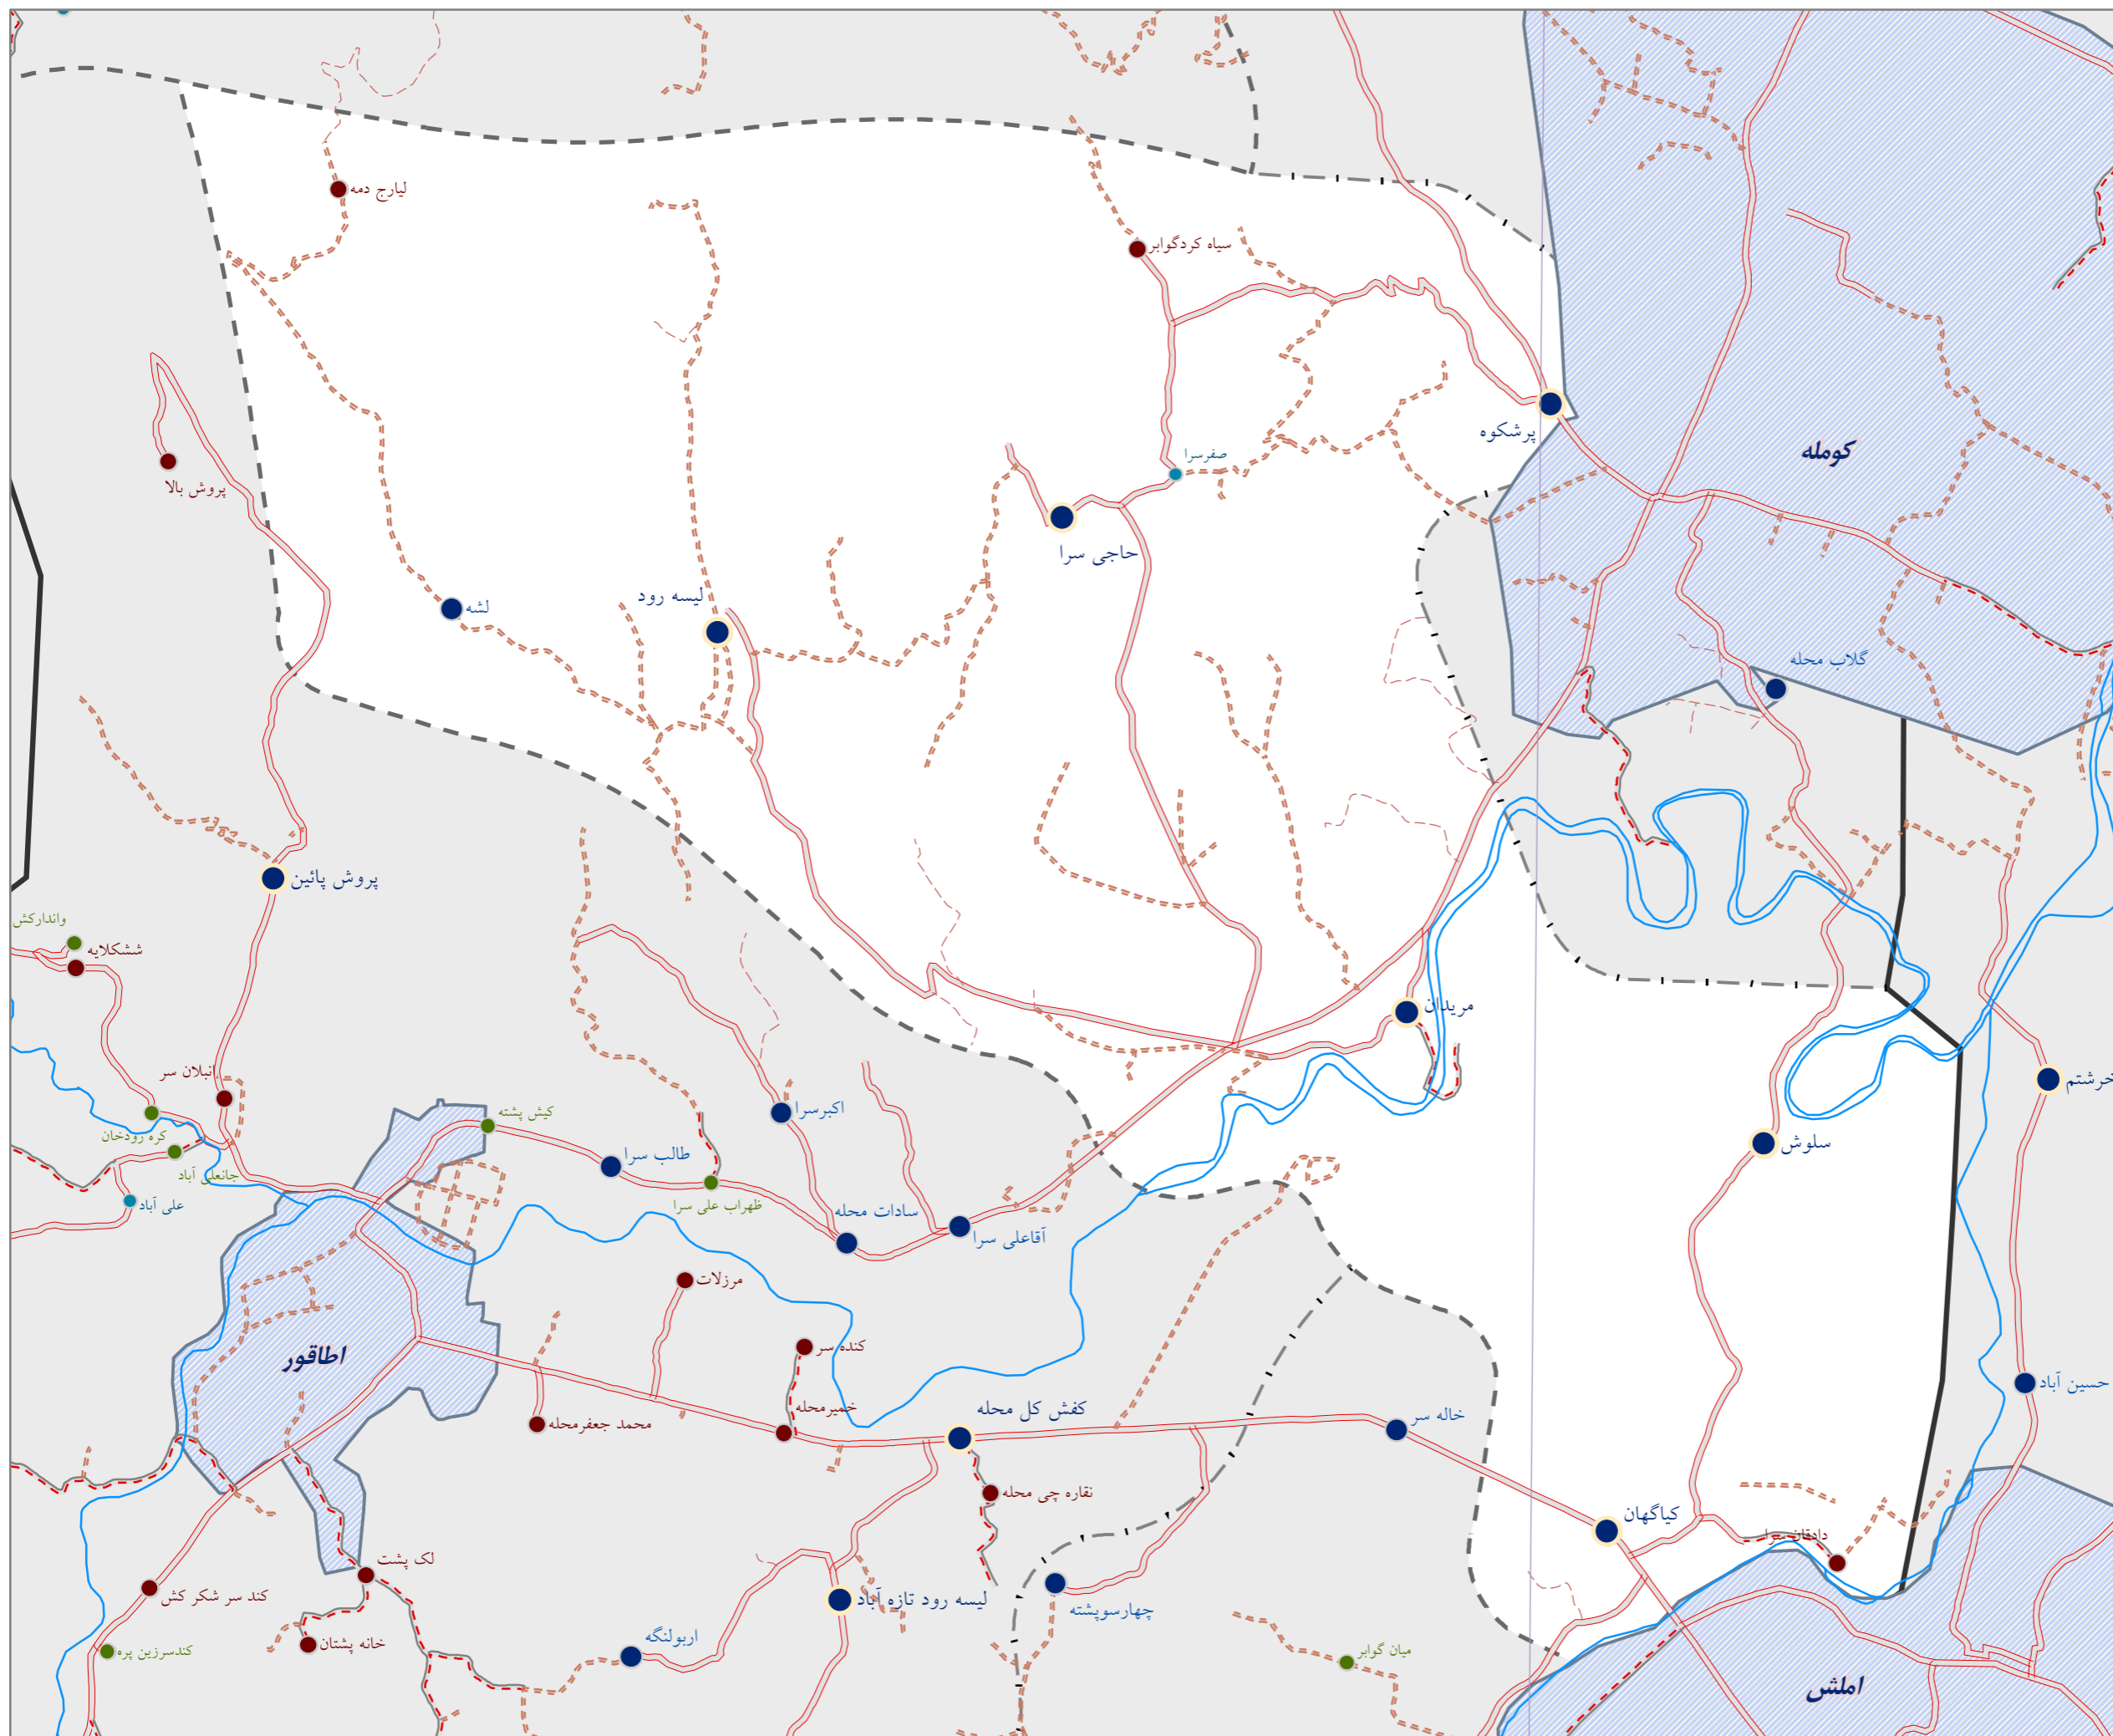 لیارج دمه
سیاه کردگوابر
پرشکوه
کومله
صفرسرا
پروش بالا
حاجی سرا
لیسه رود
لشه
گلاب محله
پروش پائین
واندارکش
ششکلایه
مریدان
انبلان سر
خرشتم
کیش پشته
اکبرسرا
کره رودخان
سلوش
طالب سرا
جانعلی آباد
علی آباد
ظهراب علی سرا
سادات محله
آقاعلی سرا
مرزلات
کنده سر
اطاقور
حسین آباد
کفش کل محله
خمیرمحله
خاله سر
محمد جعفرمحله
نقاره چی محله
کیاگهان
دادقان سرا
لک پشت
کند سر شکر کش
لیسه رود تازه آباد
چهارسوپشته
خانه پشتان
اربولنگه
کندسرزین پره
میان گوابر
املش